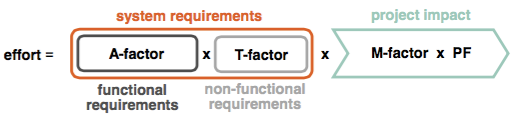 system requirements
project impact
effort = A-factor x T-factor x M-factor x PF
functional
requirements
non-functional
requirements